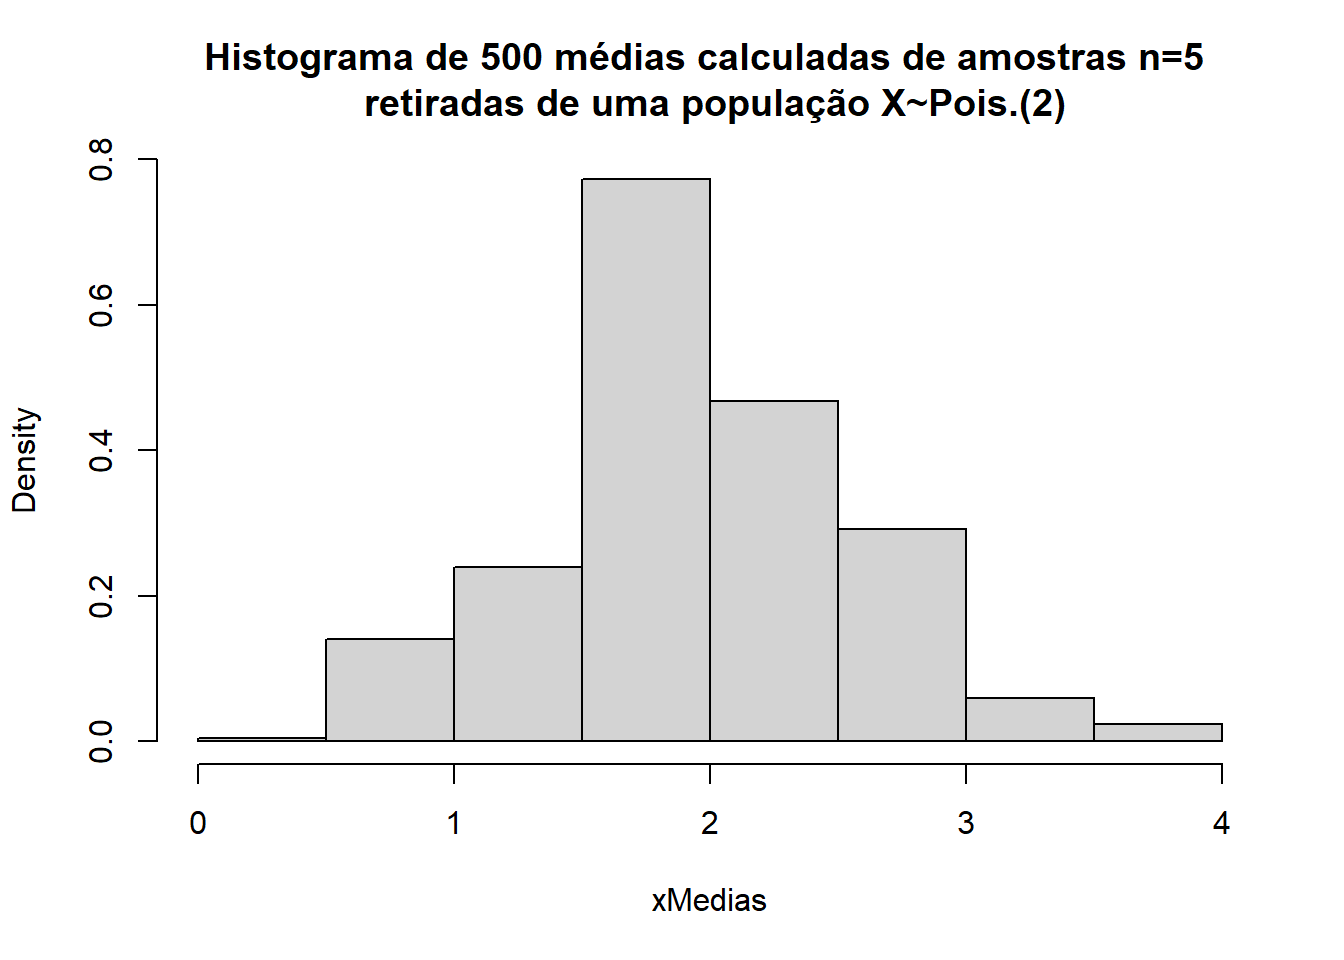 Histograma de 500 médias calculadas de amostras n=5
retiradas de uma população X~Pois.(2)
Density
0.8
0.6
0.4
0.2
0.0
0 1 2 3 4
xMedias